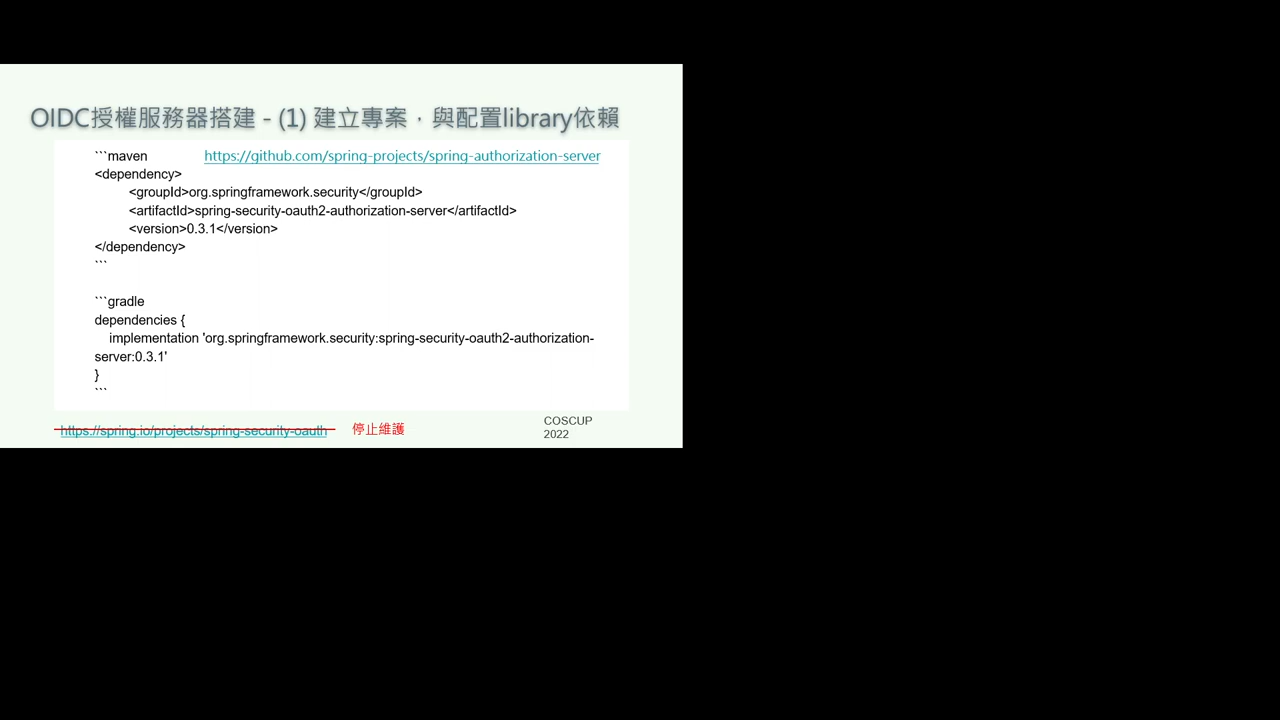 OIDC授權服務器搭建 - (1) 建立專案，與配置library依賴
```maven https://github.com/spring-projects/spring-authorization-server
<dependency>
<groupId>org.springframework.security</groupId>
<artifactId>spring-security-oauth2-authorization-server</artifactId>
<version>0.3.1</version>
</dependency>
```
```gradle
dependencies {
implementation 'org.springframework.security:spring-security-oauth2-authorization-
server:0.3.1'
}
```
https://spring.io/projects/spring-security-oauth 停止維護
COSCUP
2022